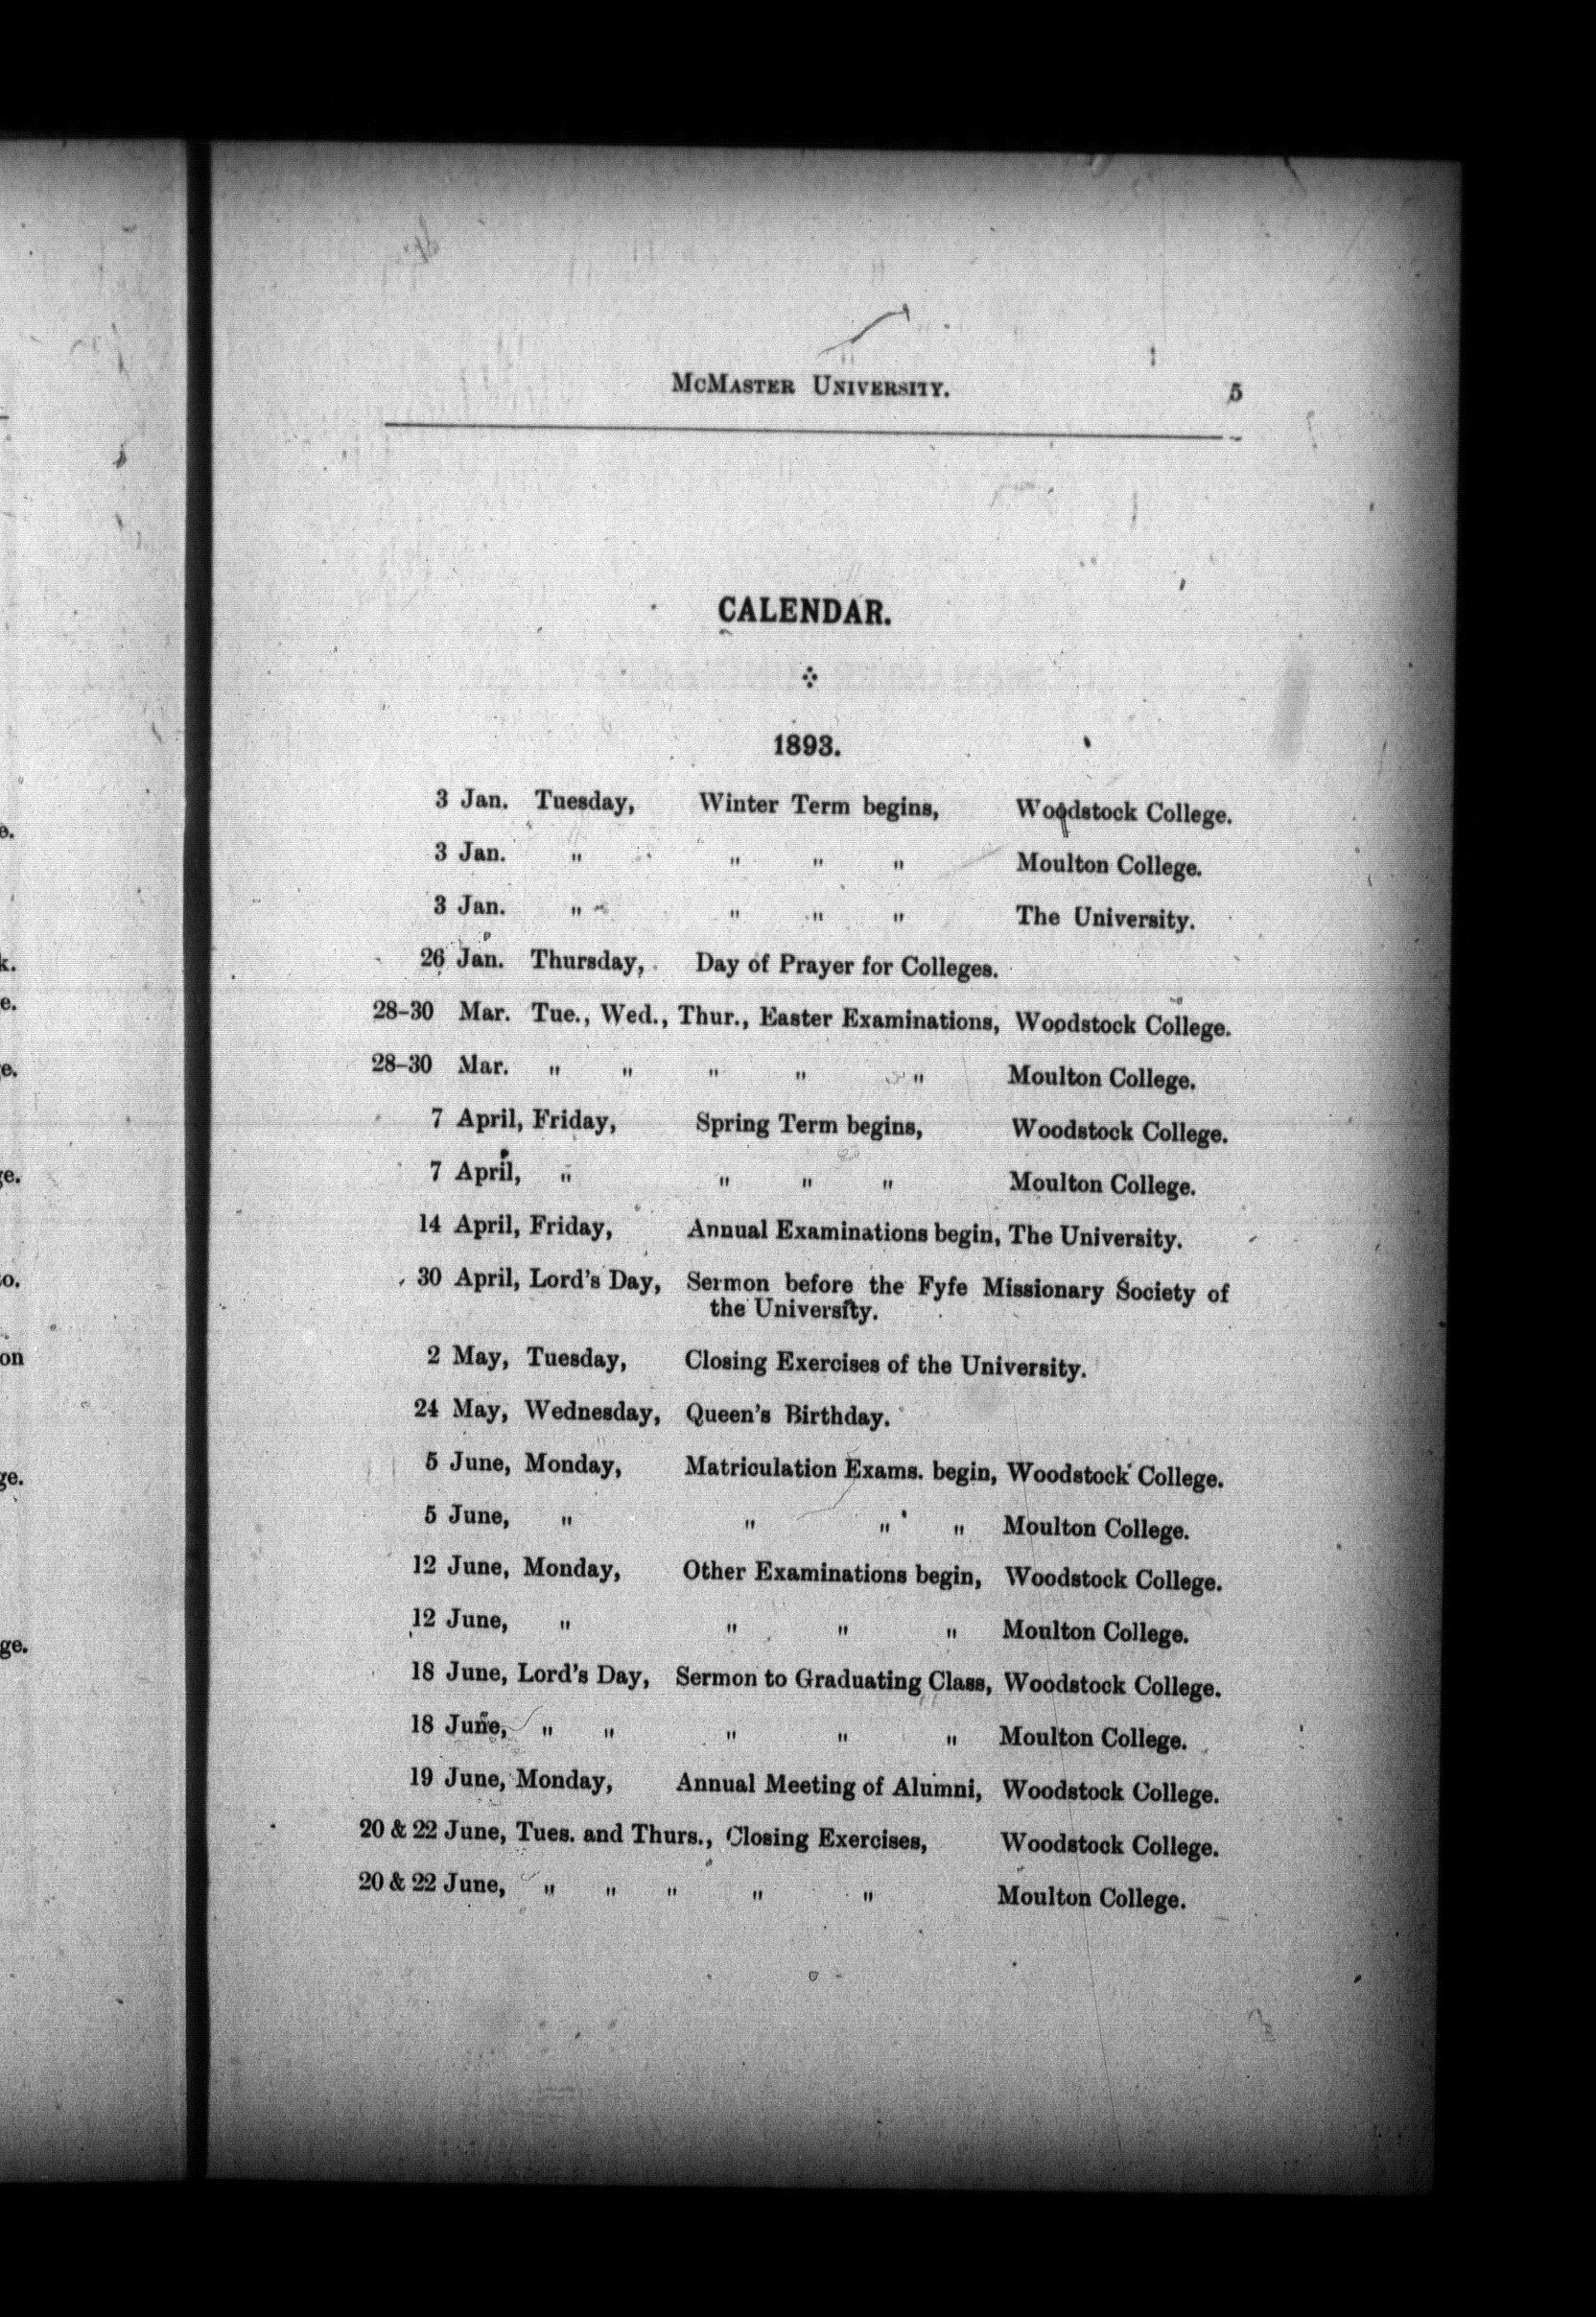 McMaster University. 5
CALENDAR.
1893.
3 Jan. Tuesday, Winter Term begins, Woodstock College.
3 Jan. " " " " Moulton College.
3 Jan. " " " " The University.
26 Jan. Thursday, Day of Prayer for Colleges.
28-30 Mar. Tue., Wed., Thur., Easter Examinations, Woodstock College.
28-30 Mar. " " " " " Moulton College.
7 April, Friday, Spring Term begins, Woodstock College.
7 April, " " " " Moulton College.
14 April, Friday, Annual Examinations begin, The University.
30 April, Lord's Day, Sermon before the Fyfe Missionary Society of
the University.
2 May, Tuesday, Closing Exercises of the University.
24 May, Wednesday, Queen's Birthday.
5 June, Monday, Matriculation Exams. begin, Woodstock College.
5 June, " " " " Moulton College.
12 June, Monday, Other Examinations begin, Woodstock College.
12 June, " " " " Moulton College.
18 June, Lord's Day, Sermon to Graduating Class, Woodstock College.
18 June, " " " " " Moulton College.
19 June, Monday, Annual Meeting of Alumni, Woodstock College.
20 & 22 June, Tues. and Thurs., Closing Exercises, Woodstock College.
20 & 22 June, " " " " " Moulton College.